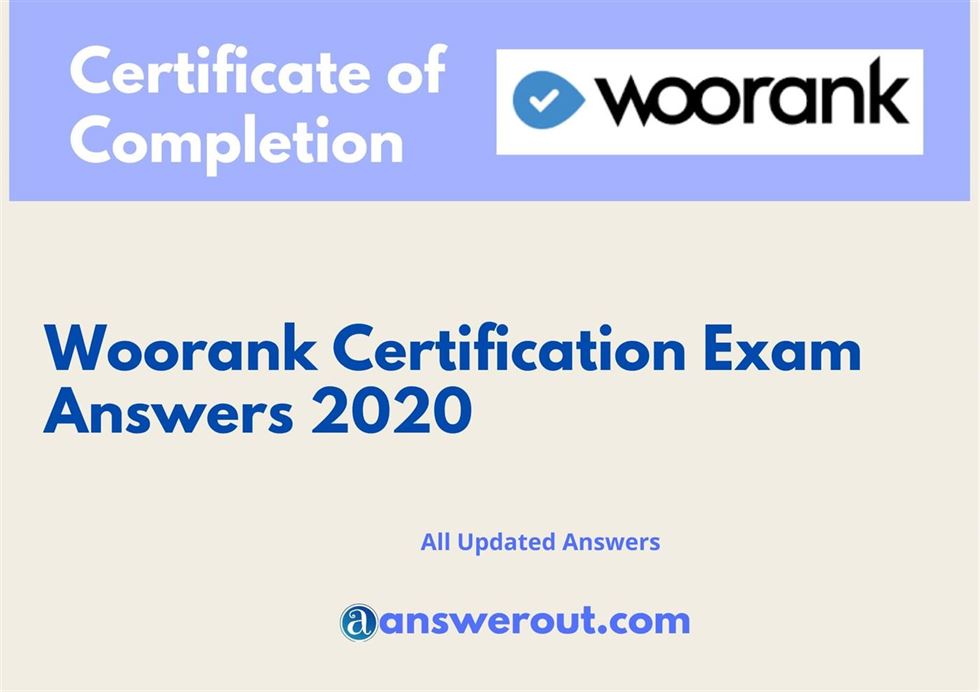 Certificate of
Completion
woorank
Woorank Certification Exam
Answers 2020
All Updated Answers
a answerout.com